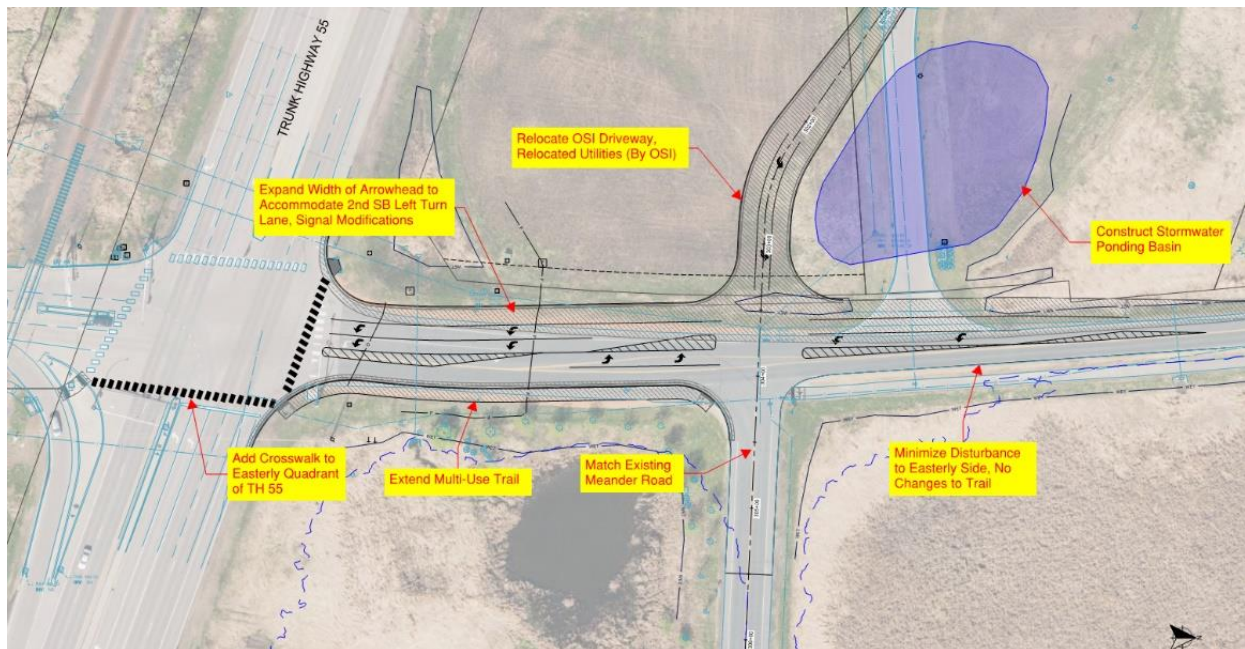 TRUNK HIGHWAY 55
Relocate OSI Driveway,
Relocated Utilities (By OSI)
Expand Width of Arrowhead to
Accommodate 2nd SB Left Turn
Lane, Signal Modifications
Construct Stormwater
Ponding Basin
Add Crosswalk to
Easterly Quadrant
of TH 55
Extend Multi-Use Trail
Match Existing
Meander Road
Minimize Disturbance
to Easterly Side, No
Changes to Trail